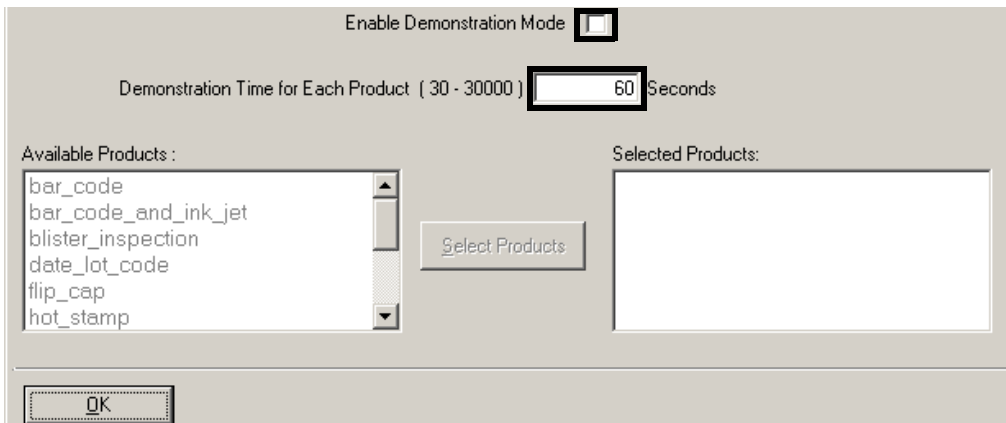 Enable Demonstration Mode
Demonstration Time for Each Product ( 30 - 30000 ) 60 Seconds
Available Products :
bar_code
bar_code_and_ink_jet
blister_inspection
date_lot_code
flip_cap
hot_stamp
Select Products
Selected Products:
OK